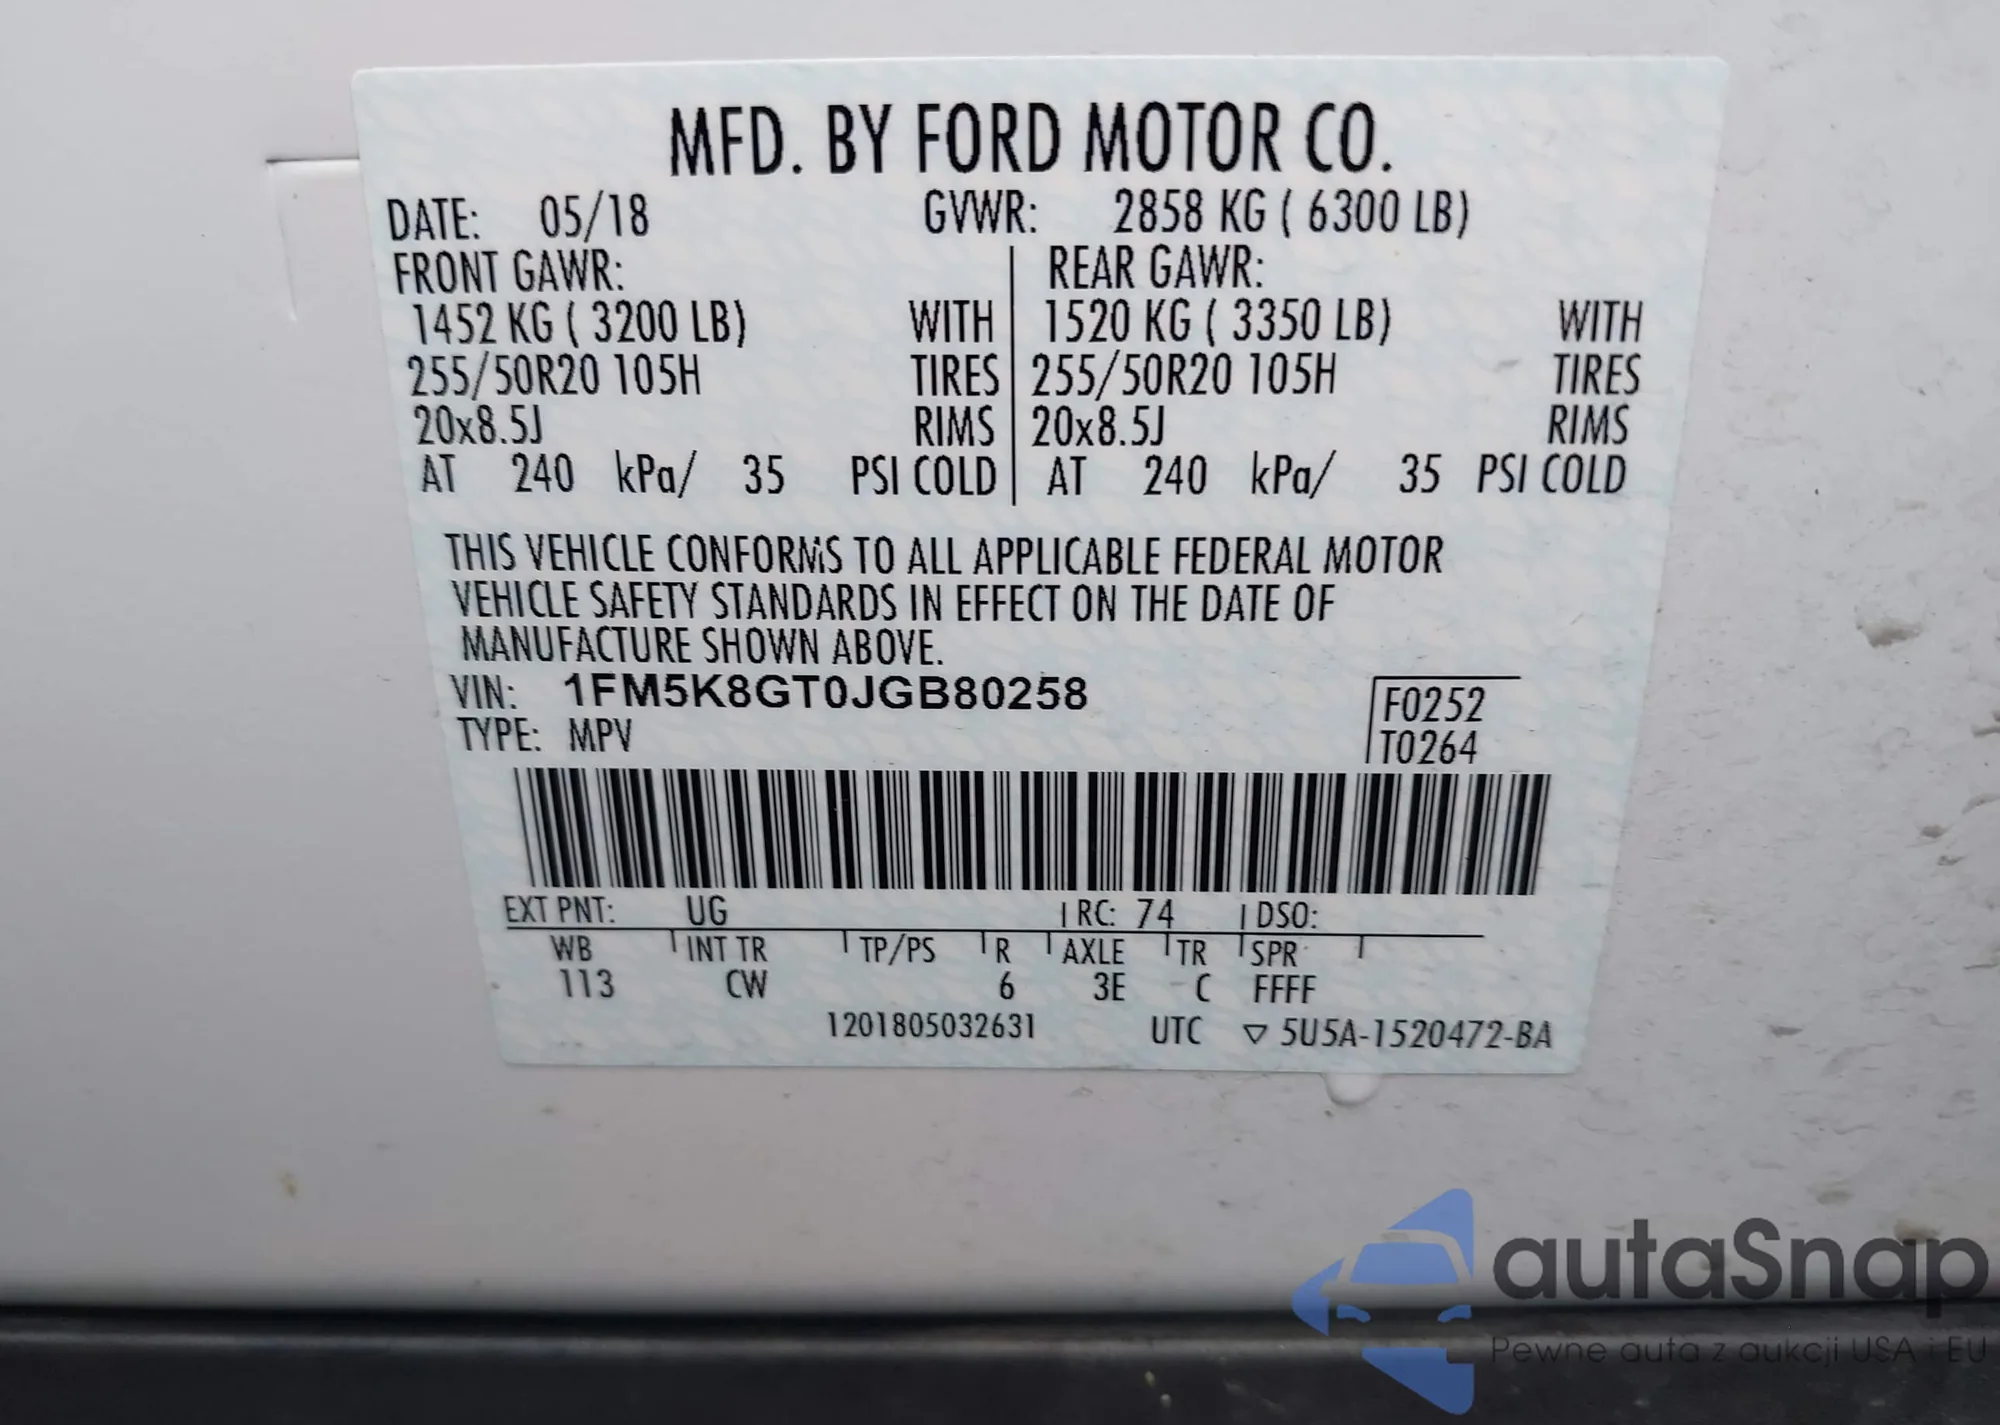 MFD. BY FORD MOTOR CO.
DATE: 05/18 GVWR: 2858 KG ( 6300 LB)
FRONT GAWR: REAR GAWR:
1452 KG ( 3200 LB) WITH 1520 KG ( 3350 LB) WITH
255/50R20 105H TIRES 255/50R20 105H TIRES
20x8.5J RIMS 20x8.5J RIMS
AT 240 kPa/ 35 PSI COLD AT 240 kPa/ 35 PSI COLD
THIS VEHICLE CONFORMS TO ALL APPLICABLE FEDERAL MOTOR
VEHICLE SAFETY STANDARDS IN EFFECT ON THE DATE OF
MANUFACTURE SHOWN ABOVE.
VIN: 1FM5K8GT0JGB80258 F0252
TYPE: MPV T0264
EXT PNT: UG RC: 74 DSO:
WB INT TR TP/PS R AXLE TR SPR
113 CW 6 3E C FFFF
1201805032631 UTC ▽ 5U5A-1520472-BA
autaSnap
Pewne auta z aukcji USA i EU